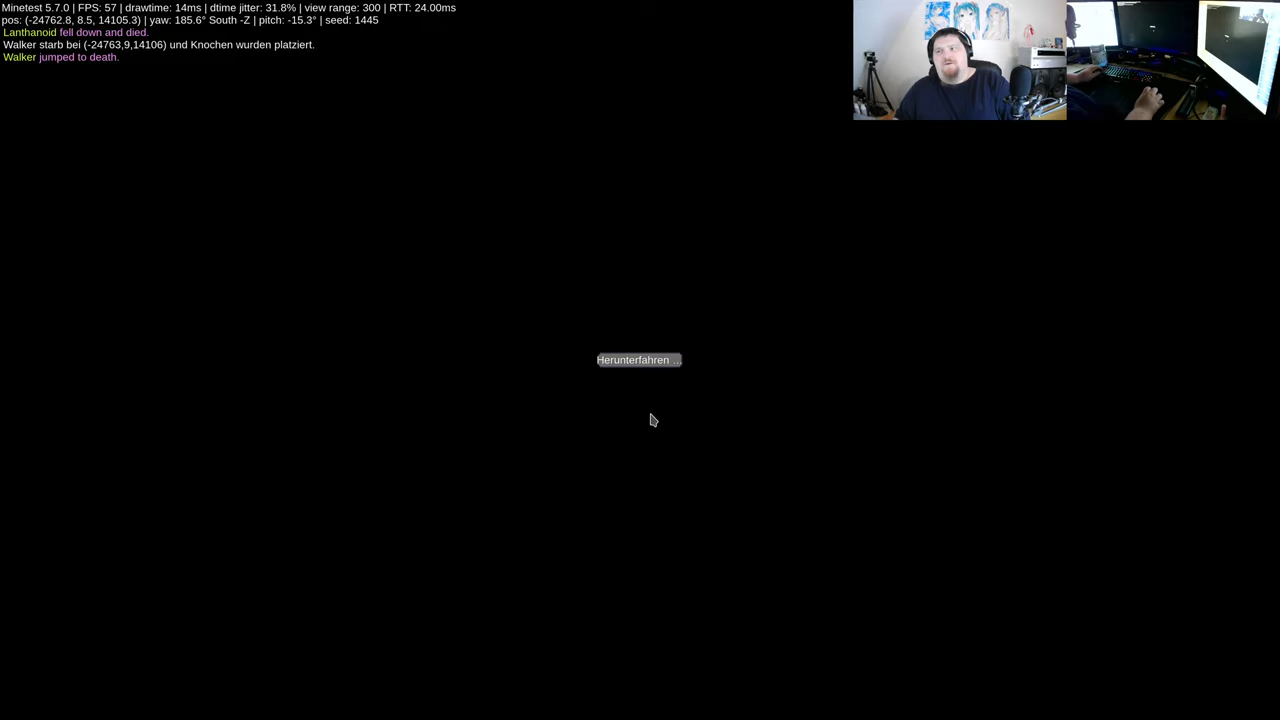 Minetest 5.7.0 | FPS: 57 | drawtime: 14ms | dtime jitter: 31.8% | view range: 300 | RTT: 24.00ms
pos: (-24762.8, 8.5, 14105.3) | yaw: 185.6° South -Z | pitch: -15.3° | seed: 1445
Lanthanoid fell down and died.
Walker starb bei (-24763,9,14106) und Knochen wurden platziert.
Walker jumped to death.
Herunterfahren ...